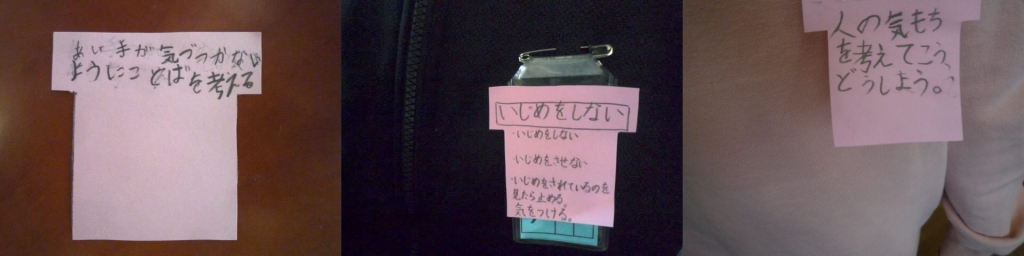 あい手が気づつかない
ようしにことばを考える
いじめをしない
・いじめをしない
・いじめをさせない
・いじめをされているのを
見たら止める。
気をつける。
人の気もち
を考えてこう
どうしよう。